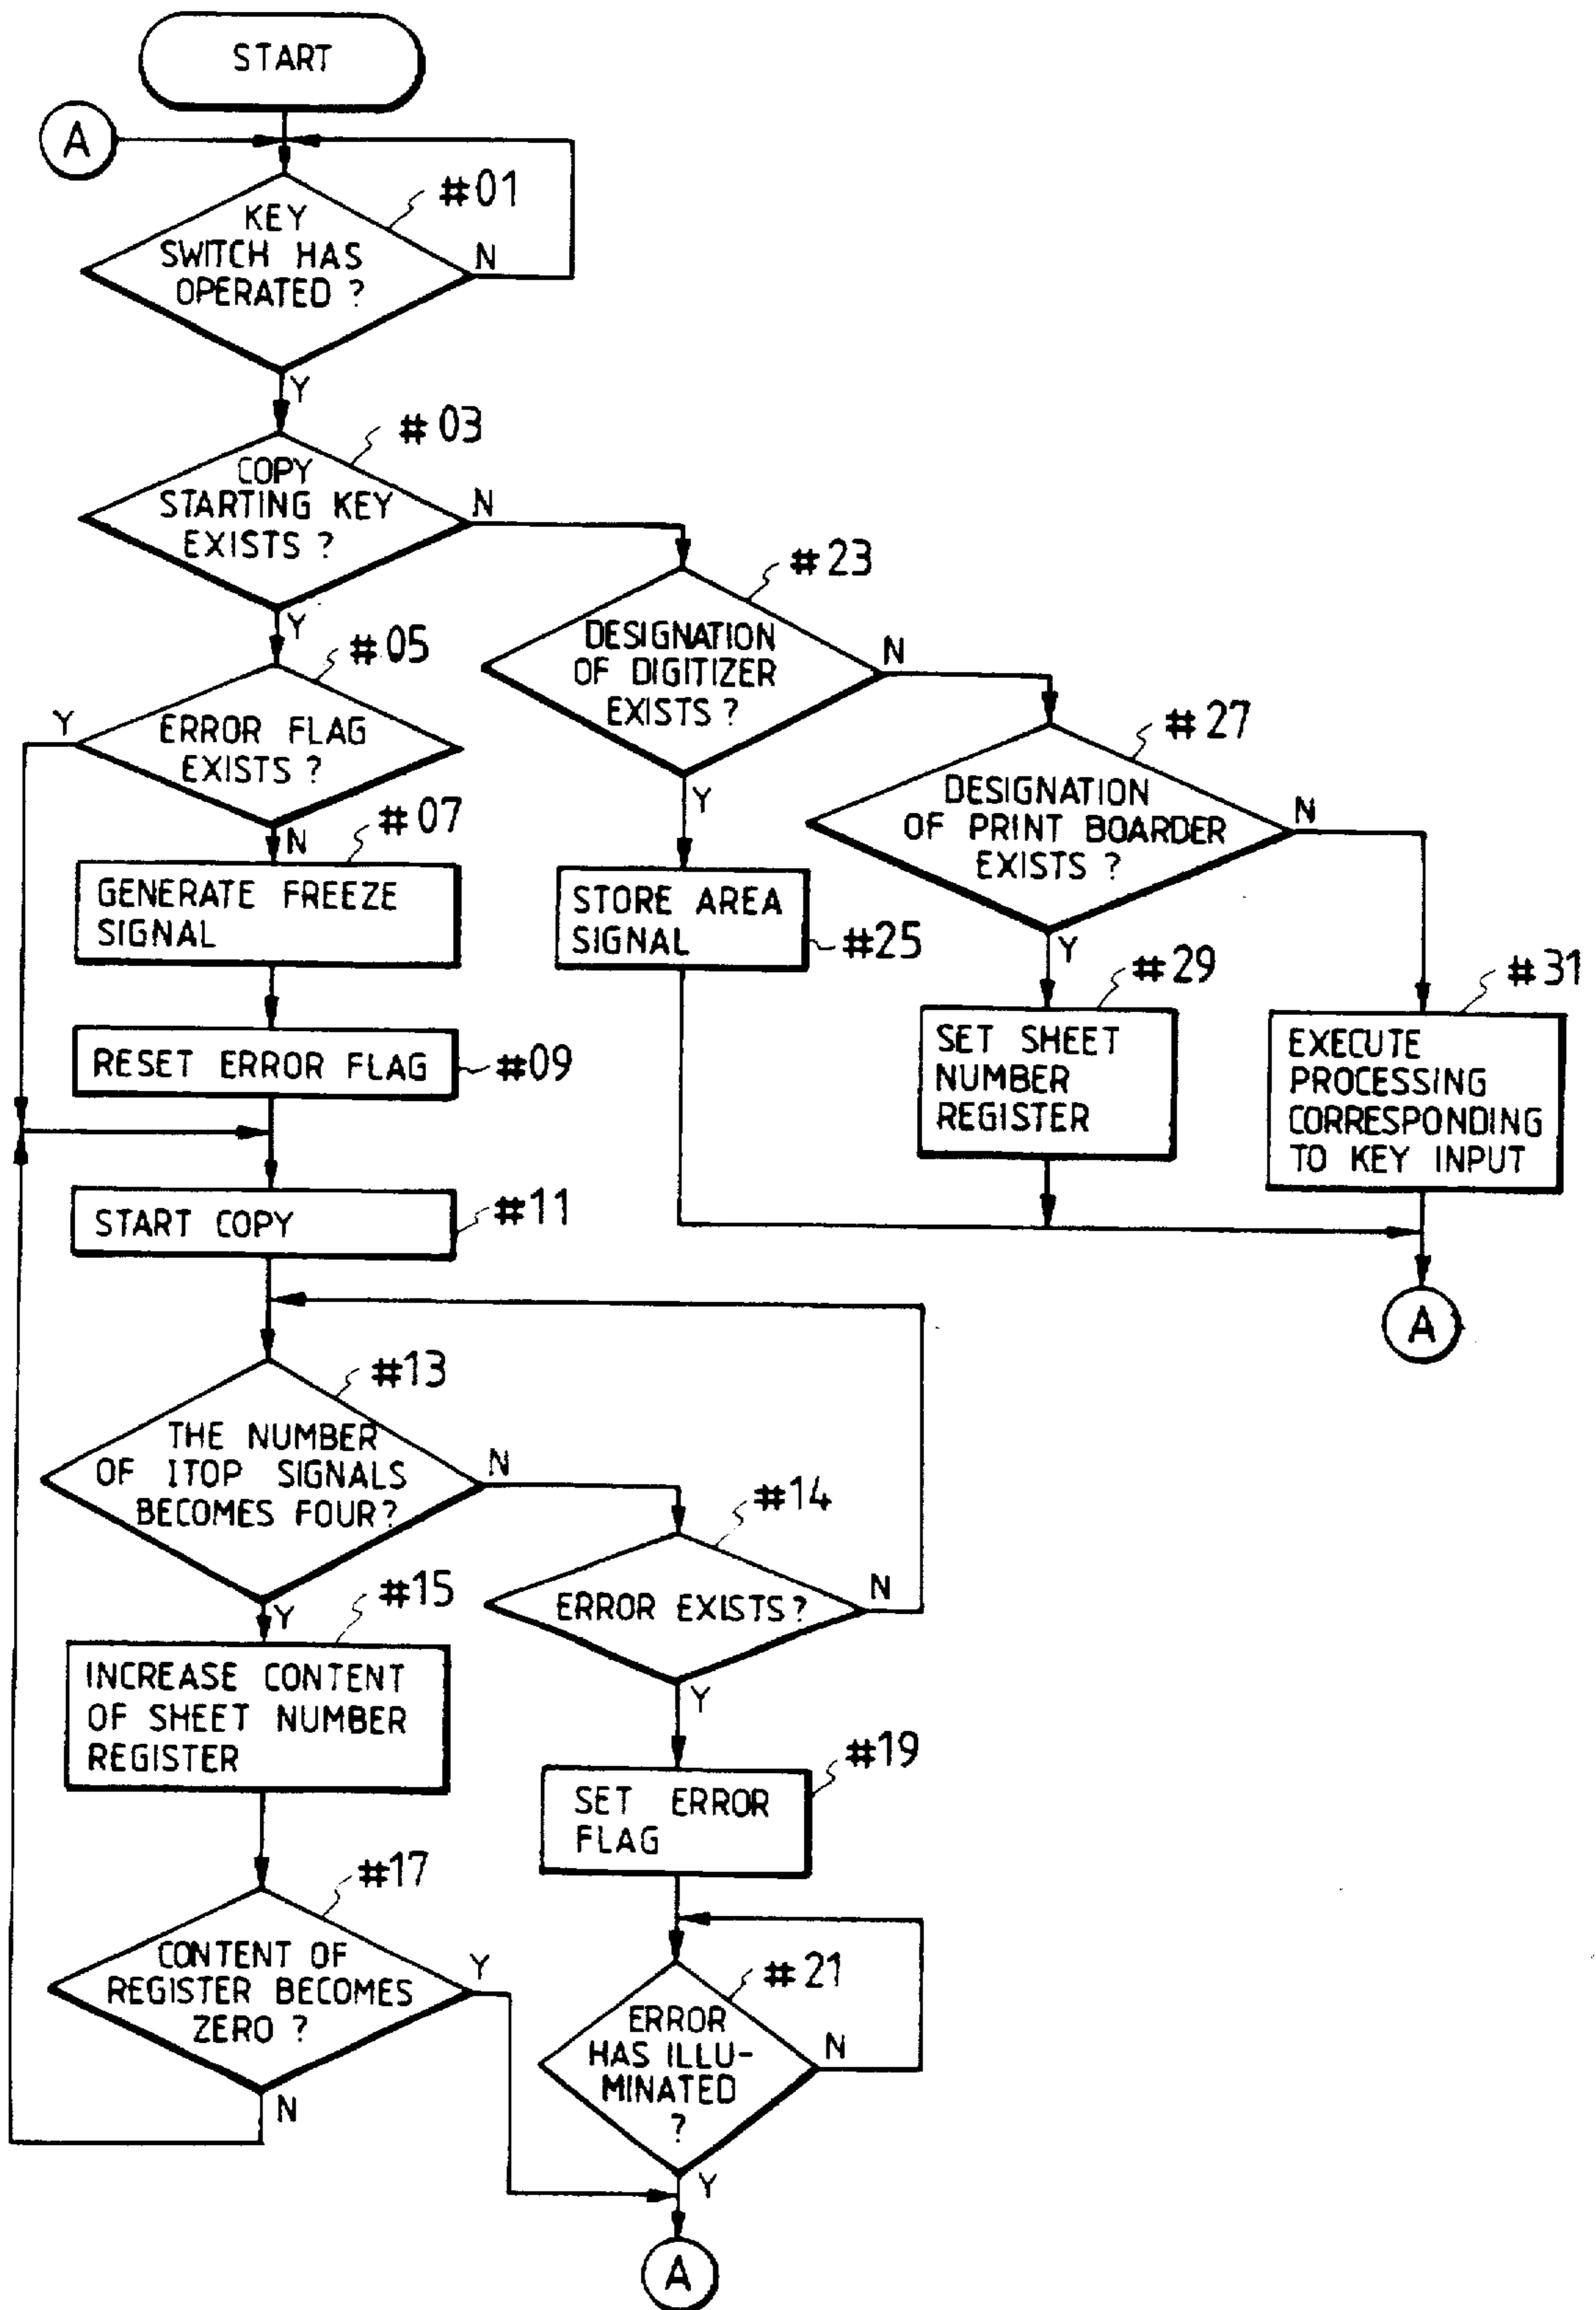 START
A
#01
KEY
SWITCH HAS
OPERATED ?
N
Y
#03
COPY
STARTING KEY
EXISTS ?
N
Y
#05
ERROR FLAG
EXISTS ?
Y
N
#07
GENERATE FREEZE
SIGNAL
RESET ERROR FLAG
#09
START COPY
#11
#23
DESIGNATION
OF DIGITIZER
EXISTS ?
N
Y
STORE AREA
SIGNAL
#25
#27
DESIGNATION
OF PRINT BOARDER
EXISTS ?
N
Y
#29
SET SHEET
NUMBER
REGISTER
#31
EXECUTE
PROCESSING
CORRESPONDING
TO KEY INPUT
A
#13
THE NUMBER
OF ITOP SIGNALS
BECOMES FOUR?
N
Y
#14
ERROR EXISTS?
N
Y
#15
INCREASE CONTENT
OF SHEET NUMBER
REGISTER
#19
SET ERROR
FLAG
#17
CONTENT OF
REGISTER BECOMES
ZERO ?
Y
N
#21
ERROR
HAS ILLU-
MINATED
?
N
Y
A